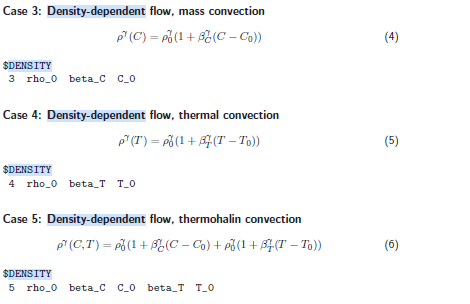 Case 3: Density-dependent flow, mass convection
ρ^γ(C) = ρ_0^γ(1 + β_C^γ(C − C_0)) (4)
$DENSITY
3 rho_0 beta_C C_0
Case 4: Density-dependent flow, thermal convection
ρ^γ(T) = ρ_0^γ(1 + β_T^γ(T − T_0)) (5)
$DENSITY
4 rho_0 beta_T T_0
Case 5: Density-dependent flow, thermohalin convection
ρ^γ(C, T) = ρ_0^γ(1 + β_C^γ(C − C_0) + ρ_0^γ(1 + β_T^γ(T − T_0)) (6)
$DENSITY
5 rho_0 beta_C C_0 beta_T T_0